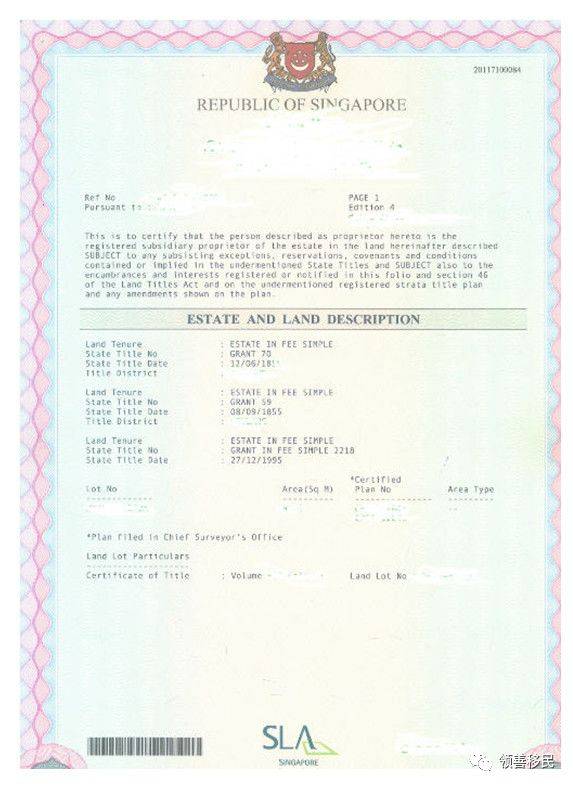 20117100084
REPUBLIC OF SINGAPORE
Ref No
PAGE 1
Pursuant to
Edition 4
This is to certify that the person described as proprietor hereto is the
registered subsidiary proprietor of the estate in the land hereinafter described
SUBJECT to any subsisting exceptions, reservations, covenants and conditions
contained or implied in the undermentioned State Titles and SUBJECT also to the
encumbrances and interests registered or notified in this folio and section 46
of the Land Titles Act and on the undermentioned registered strata title plan
and any amendments shown on the plan.
ESTATE AND LAND DESCRIPTION
Land Tenure : ESTATE IN FEE SIMPLE
State Title No : GRANT 70
State Title Date : 12/06/18
Title District :
Land Tenure : ESTATE IN FEE SIMPLE
State Title No : GRANT 59
State Title Date : 08/09/1855
Title District :
Land Tenure : ESTATE IN FEE SIMPLE
State Title No : GRANT IN FEE SIMPLE 2218
State Title Date : 27/12/1995
*Certified
Lot No Area(Sq M) Plan No Area Type
*Plan filed in Chief Surveyor's Office
Land Lot Particulars
Certificate of Title : Volume Land Lot No
SLA
SINGAPORE
领善移民